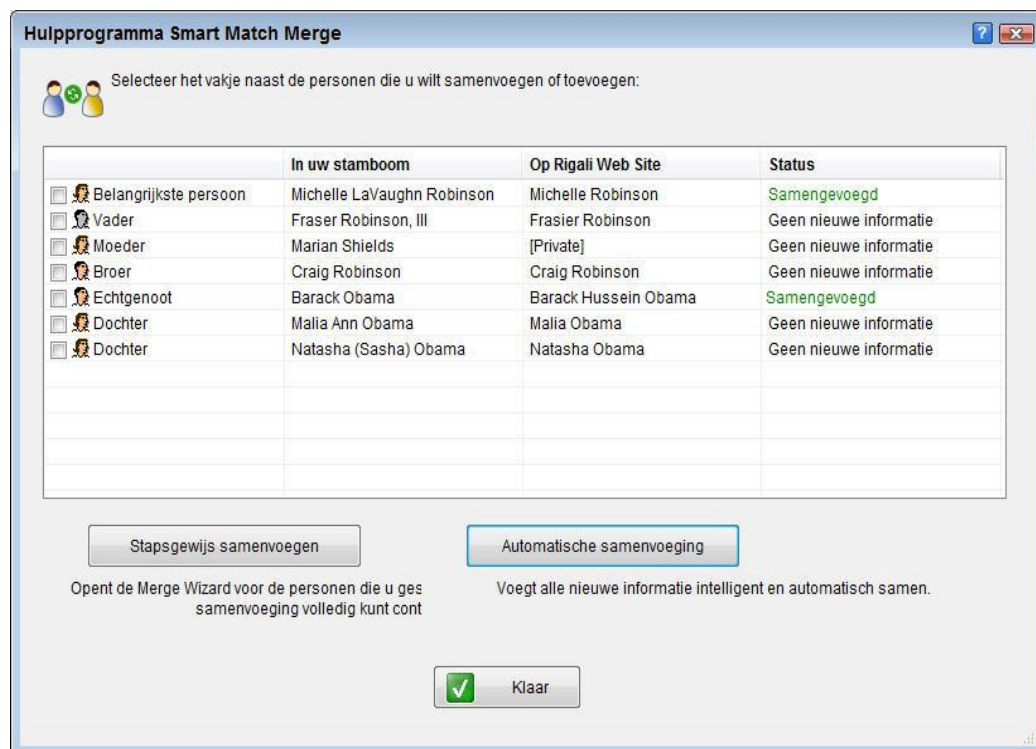 Hulpprogramma Smart Match Merge
Selecteer het vakje naast de personen die u wilt samenvoegen of toevoegen:
In uw stamboom Op Rigali Web Site Status
Belangrijkste persoon Michelle LaVaughn Robinson Michelle Robinson Samengevoegd
Vader Fraser Robinson, III Frasier Robinson Geen nieuwe informatie
Moeder Marian Shields [Private] Geen nieuwe informatie
Broer Craig Robinson Craig Robinson Geen nieuwe informatie
Echtgenoot Barack Obama Barack Hussein Obama Samengevoegd
Dochter Malia Ann Obama Malia Obama Geen nieuwe informatie
Dochter Natasha (Sasha) Obama Natasha Obama Geen nieuwe informatie
Stapsgewijs samenvoegen Automatische samenvoeging
Opent de Merge Wizard voor de personen die u ges Voegt alle nieuwe informatie intelligent en automatisch samen.
samenvoeging volledig kunt cont
Klaar